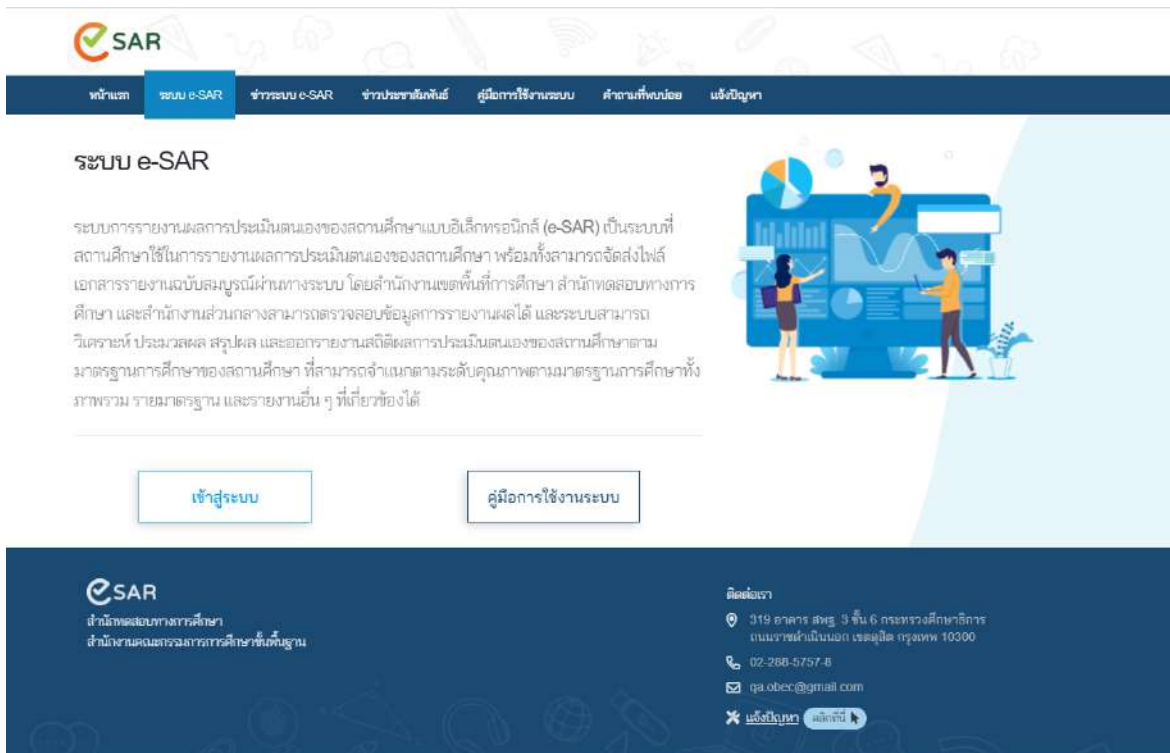 e SAR
หน้าแรก ระบบ e-SAR ข่าวระบบ e-SAR ข่าวประชาสัมพันธ์ คู่มือการใช้งานระบบ คำถามที่พบบ่อย แจ้งปัญหา
ระบบ e-SAR
ระบบการรายงานผลการประเมินตนเองของสถานศึกษาแบบอิเล็กทรอนิกส์ (e-SAR) เป็นระบบที่
สถานศึกษาใช้ในการรายงานผลการประเมินตนเองของสถานศึกษา พร้อมทั้งสามารถจัดส่งไฟล์
เอกสารรายงานฉบับสมบูรณ์ผ่านทางระบบ โดยสำนักงานเขตพื้นที่การศึกษา สำนักทดสอบทางการ
ศึกษา และสำนักงานส่วนกลางสามารถตรวจสอบข้อมูลการรายงานผลได้ และระบบสามารถ
วิเคราะห์ ประมวลผล สรุปผล และออกรายงานสถิติผลการประเมินตนเองของสถานศึกษาตาม
มาตรฐานการศึกษาของสถานศึกษา ที่สามารถจำแนกตามระดับคุณภาพตามมาตรฐานการศึกษาทั้ง
ภาพรวม รายมาตรฐาน และรายงานอื่น ๆ ที่เกี่ยวข้องได้
เข้าสู่ระบบ คู่มือการใช้งานระบบ
e SAR
สำนักทดสอบทางการศึกษา
สำนักงานคณะกรรมการการศึกษาขั้นพื้นฐาน
ติดต่อเรา
319 อาคาร สพฐ. 3 ชั้น 6 กระทรวงศึกษาธิการ
ถนนราชดำเนินนอก เขตดุสิต กรุงเทพ 10300
02-288-5757-8
qa.obec@gmail.com
แจ้งปัญหา คลิกที่นี่